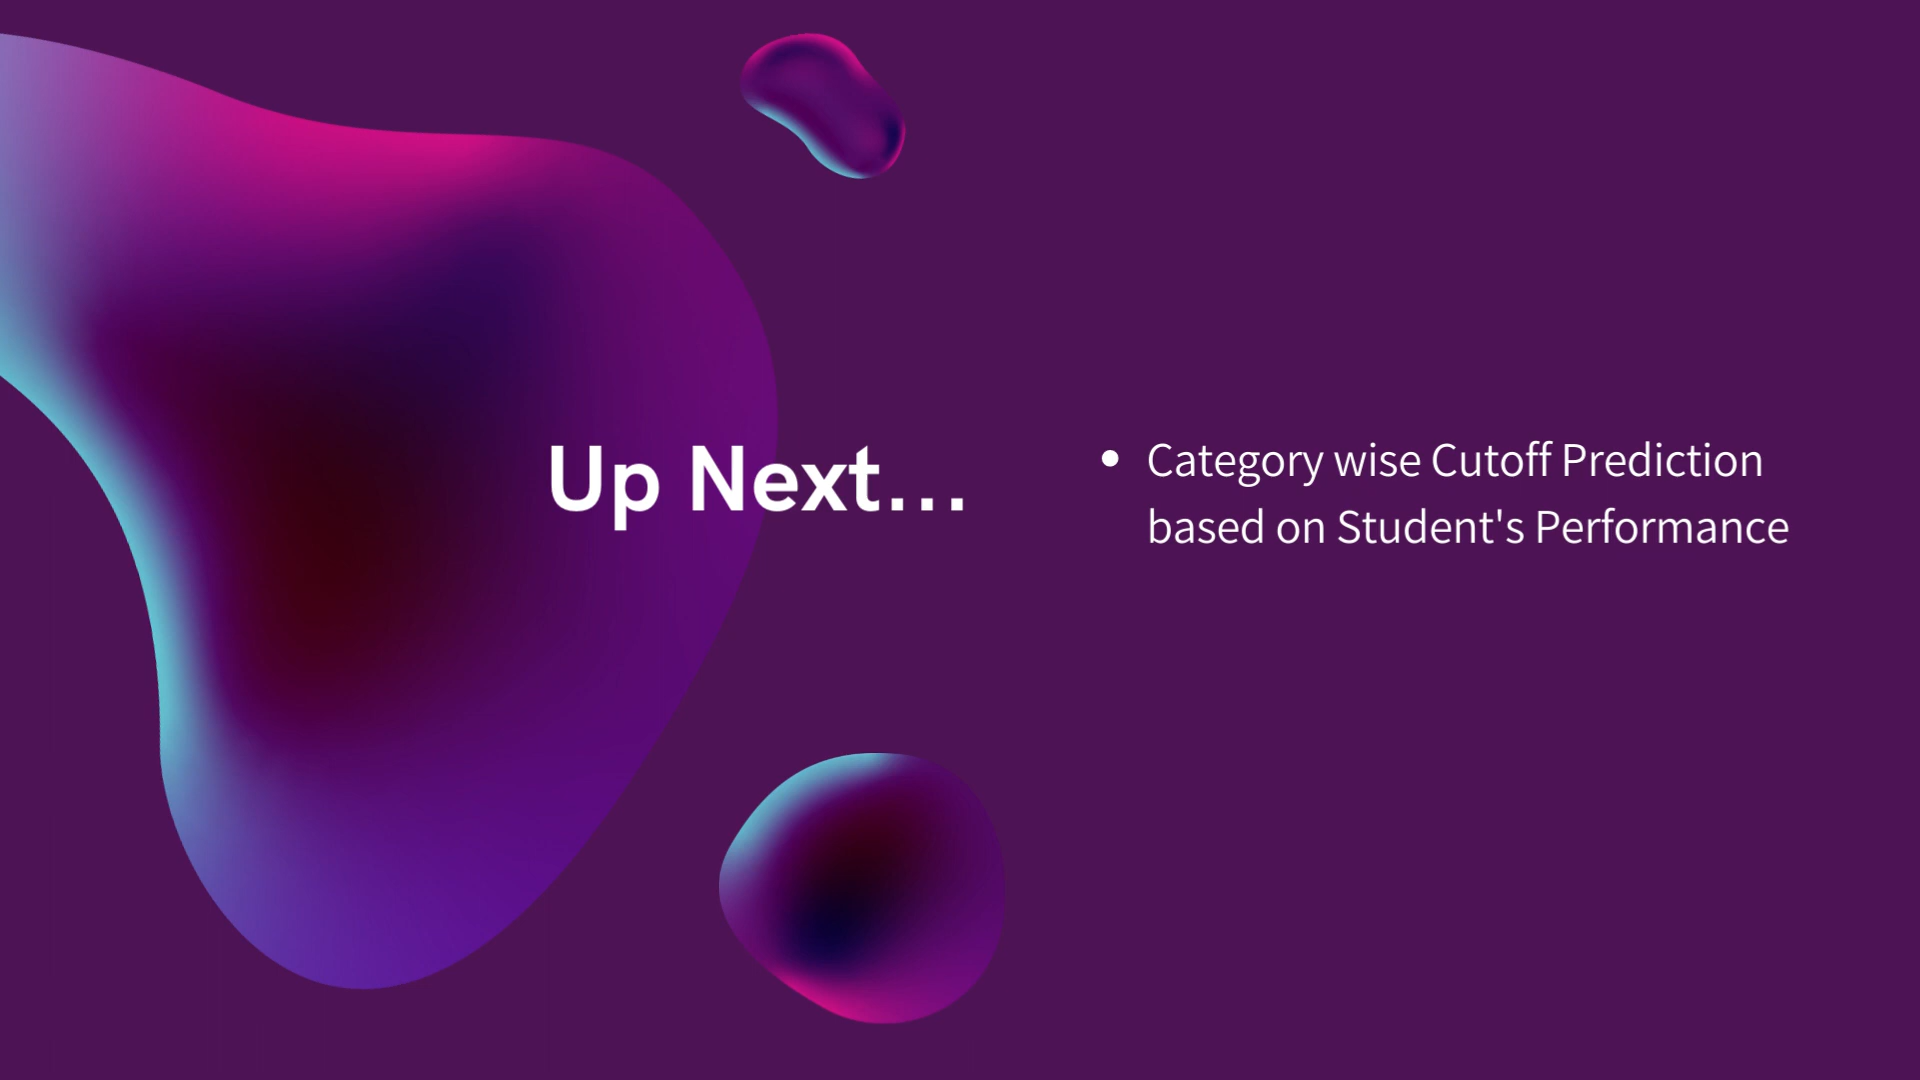 Up Next...
• Category wise Cutoff Prediction
based on Student's Performance